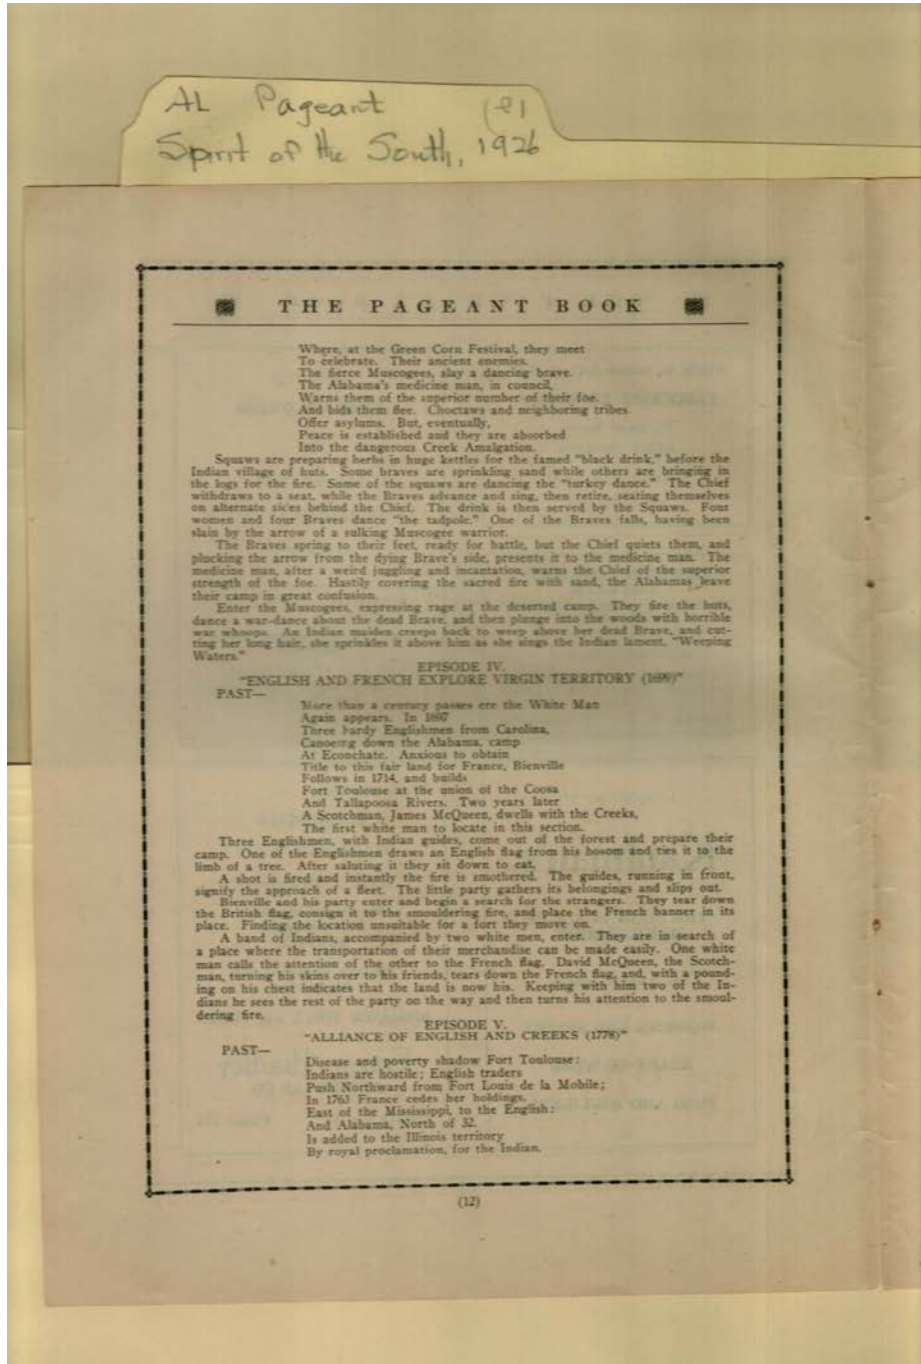 AL Pageant
Spirit of the South, 1926
THE PAGEANT BOOK
Where, at the Green Corn Festival, they meet
To celebrate. Their ancient enemies.
The fierce Muscogees, slay a dancing brave.
The Alabama's medicine man, in council,
Warns them of the superior number of their foe.
And bids them flee. Choctaws and neighboring tribes
Offer asylums. But, eventually,
Peace is established and they are absorbed
Into the dangerous Creek Amalgation.
Squaws are preparing herbs in huge kettles for the famed "black drink," before the
Indian village of huts. Some braves are sprinkling sand while others are bringing in
the logs for the fire. Some of the squaws are dancing the "turkey dance." The Chief
withdraws to a seat, while the Braves advance and sing, then retire, seating themselves
on alternate sides behind the Chief. The drink is then served by the Squaws. Four
women and four Braves dance "the tadpole." One of the Braves falls, having been
slain by the arrow of a sulking Muscogee warrior.
The Braves spring to their feet, ready for battle, but the Chief quiets them, and
plucking the arrow from the dying Brave's side, presents it to the medicine man. The
medicine man, after a weird juggling and incantation, warns the Chief of the superior
strength of the foe. Hastily covering the sacred fire with sand, the Alabamas leave
their camp in great confusion.
Enter the Muscogees, expressing rage at the deserted camp. They fire the huts,
dance a war-dance about the dead Brave, and then plunge into the woods with horrible
war whoops. An Indian maiden creeps back to weep above her dead Brave, and cut-
ting her long hair, she sprinkles it above him as she sings the Indian lament, "Weeping
Waters."
EPISODE IV.
"ENGLISH AND FRENCH EXPLORE VIRGIN TERRITORY (1699)"
PAST—
More than a century passes ere the White Man
Again appears. In 1697
Three hardy Englishmen from Carolina,
Canoeing down the Alabama, camp
At Econchate. Anxious to obtain
Title to this fair land for France, Bienville
Follows in 1714, and builds
Fort Toulouse at the union of the Coosa
And Tallapoosa Rivers. Two years later
A Scotchman, James McQueen, dwells with the Creeks,
The first white man to locate in this section.
Three Englishmen, with Indian guides, come out of the forest and prepare their
camp. One of the Englishmen draws an English flag from his bosom and ties it to the
limb of a tree. After saluting it they sit down to eat.
A shot is fired and instantly the fire is smothered. The guides, running in front,
signify the approach of a fleet. The little party gathers its belongings and slips out.
Bienville and his party enter and begin a search for the strangers. They tear down
the British flag, consign it to the smouldering fire, and place the French banner in its
place. Finding the location unsuitable for a fort they move on.
A band of Indians, accompanied by two white men, enter. They are in search of
a place where the transportation of their merchandise can be made easily. One white
man calls the attention of the other to the French flag. David McQueen, the Scotch-
man, turning his skins over to his friends, tears down the French flag, and, with a pound-
ing on his chest indicates that the land is now his. Keeping with him two of the In-
dians he sees the rest of the party on the way and then turns his attention to the smoul-
dering fire.
EPISODE V.
"ALLIANCE OF ENGLISH AND CREEKS (1778)"
PAST—
Disease and poverty shadow Fort Toulouse:
Indians are hostile; English traders
Push Northward from Fort Louis de la Mobile;
In 1763 France cedes her holdings,
East of the Mississippi, to the English:
And Alabama, North of 32.
Is added to the Illinois territory
By royal proclamation, for the Indian.
(12)